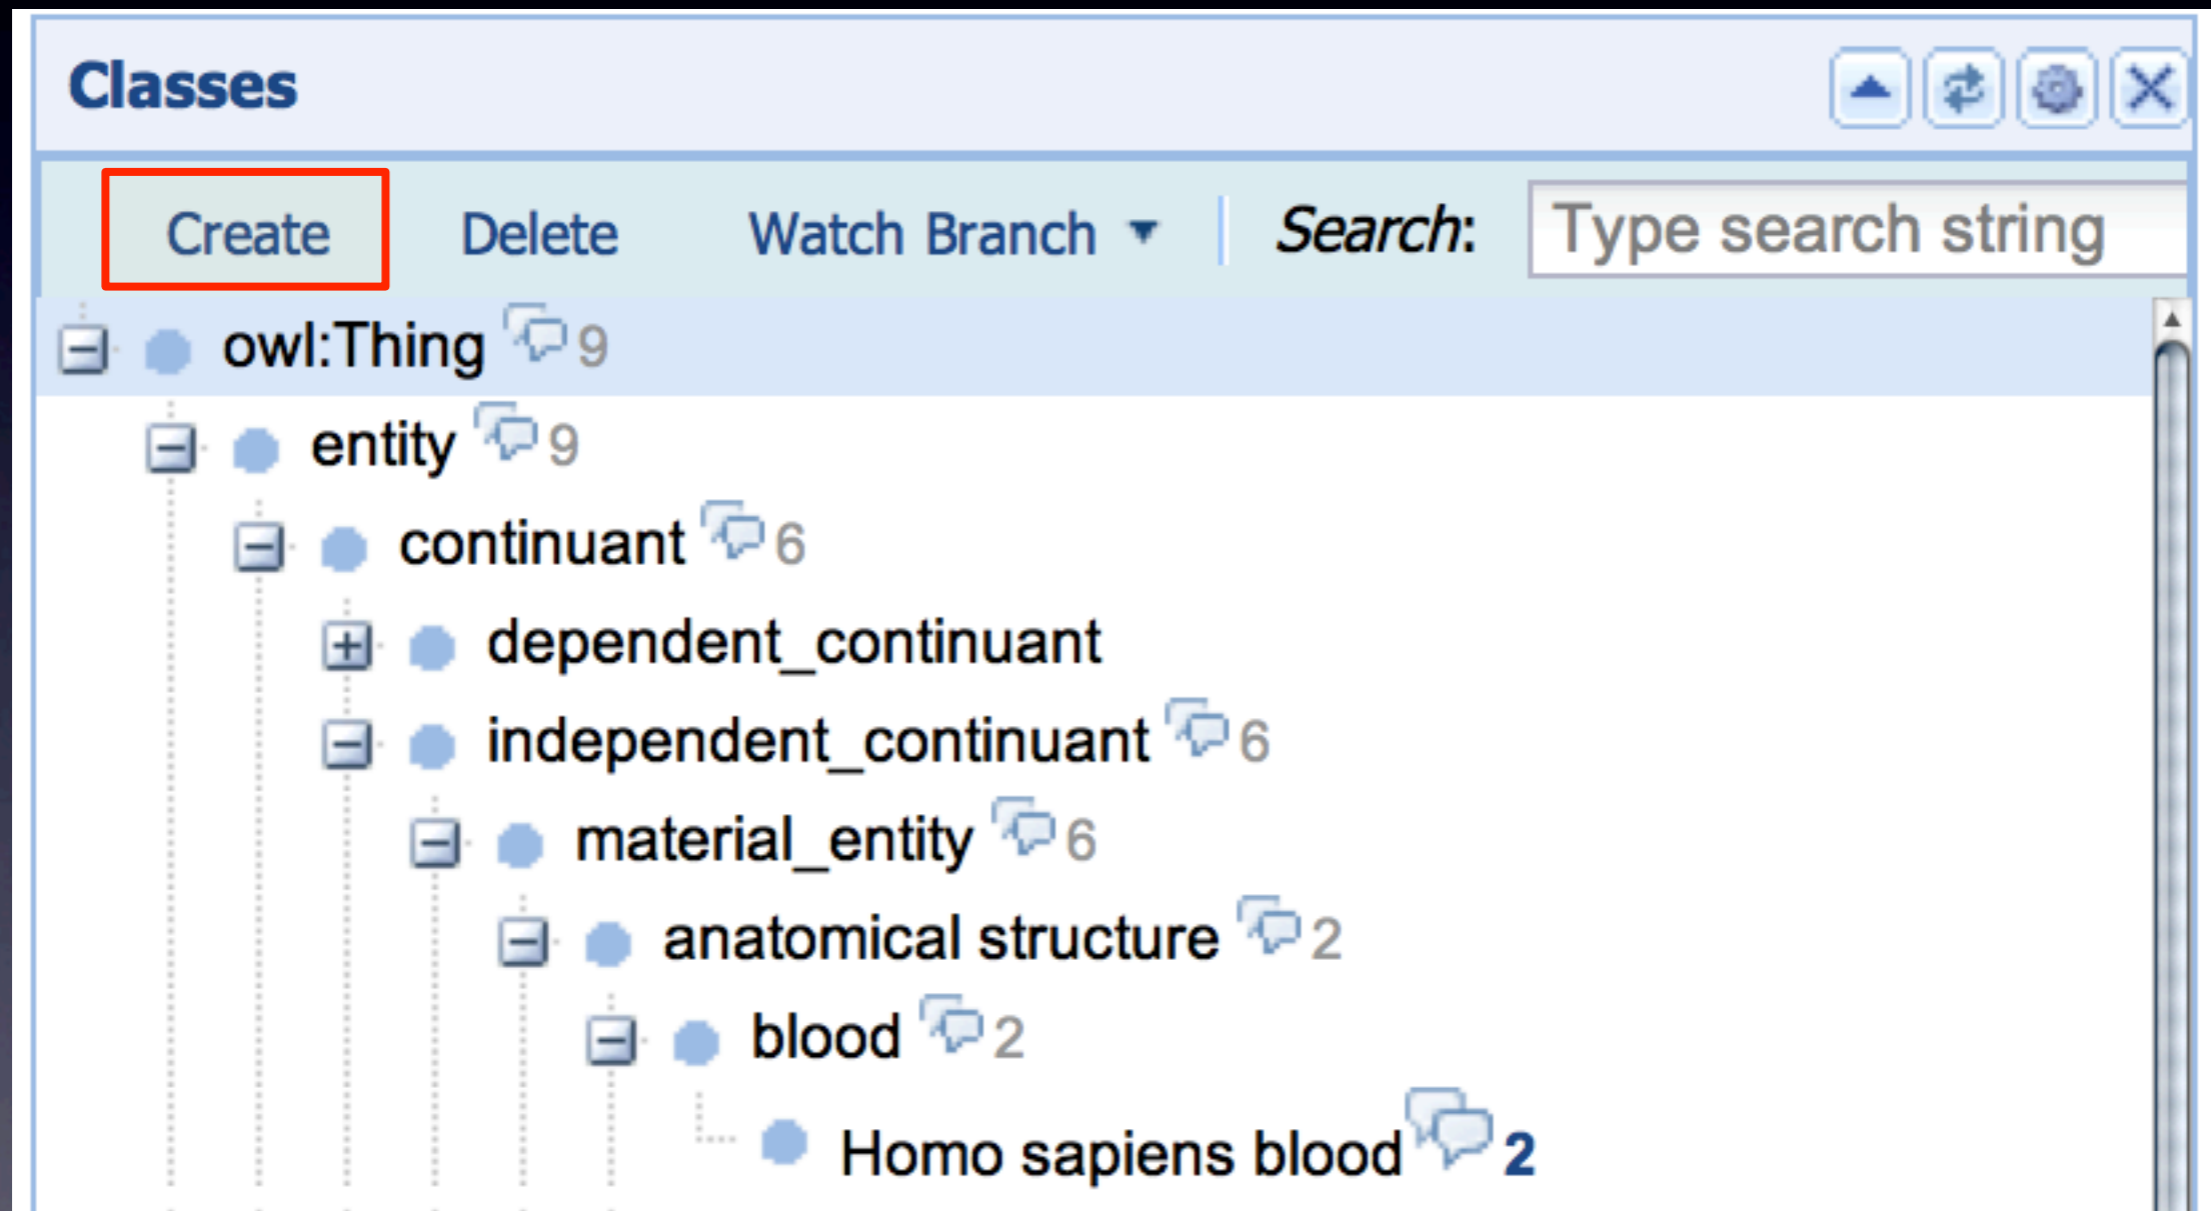 Classes
Create Delete Watch Branch Search: Type search string
owl:Thing 9
entity 9
continuant 6
dependent_continuant
independent_continuant 6
material_entity 6
anatomical structure 2
blood 2
Homo sapiens blood 2